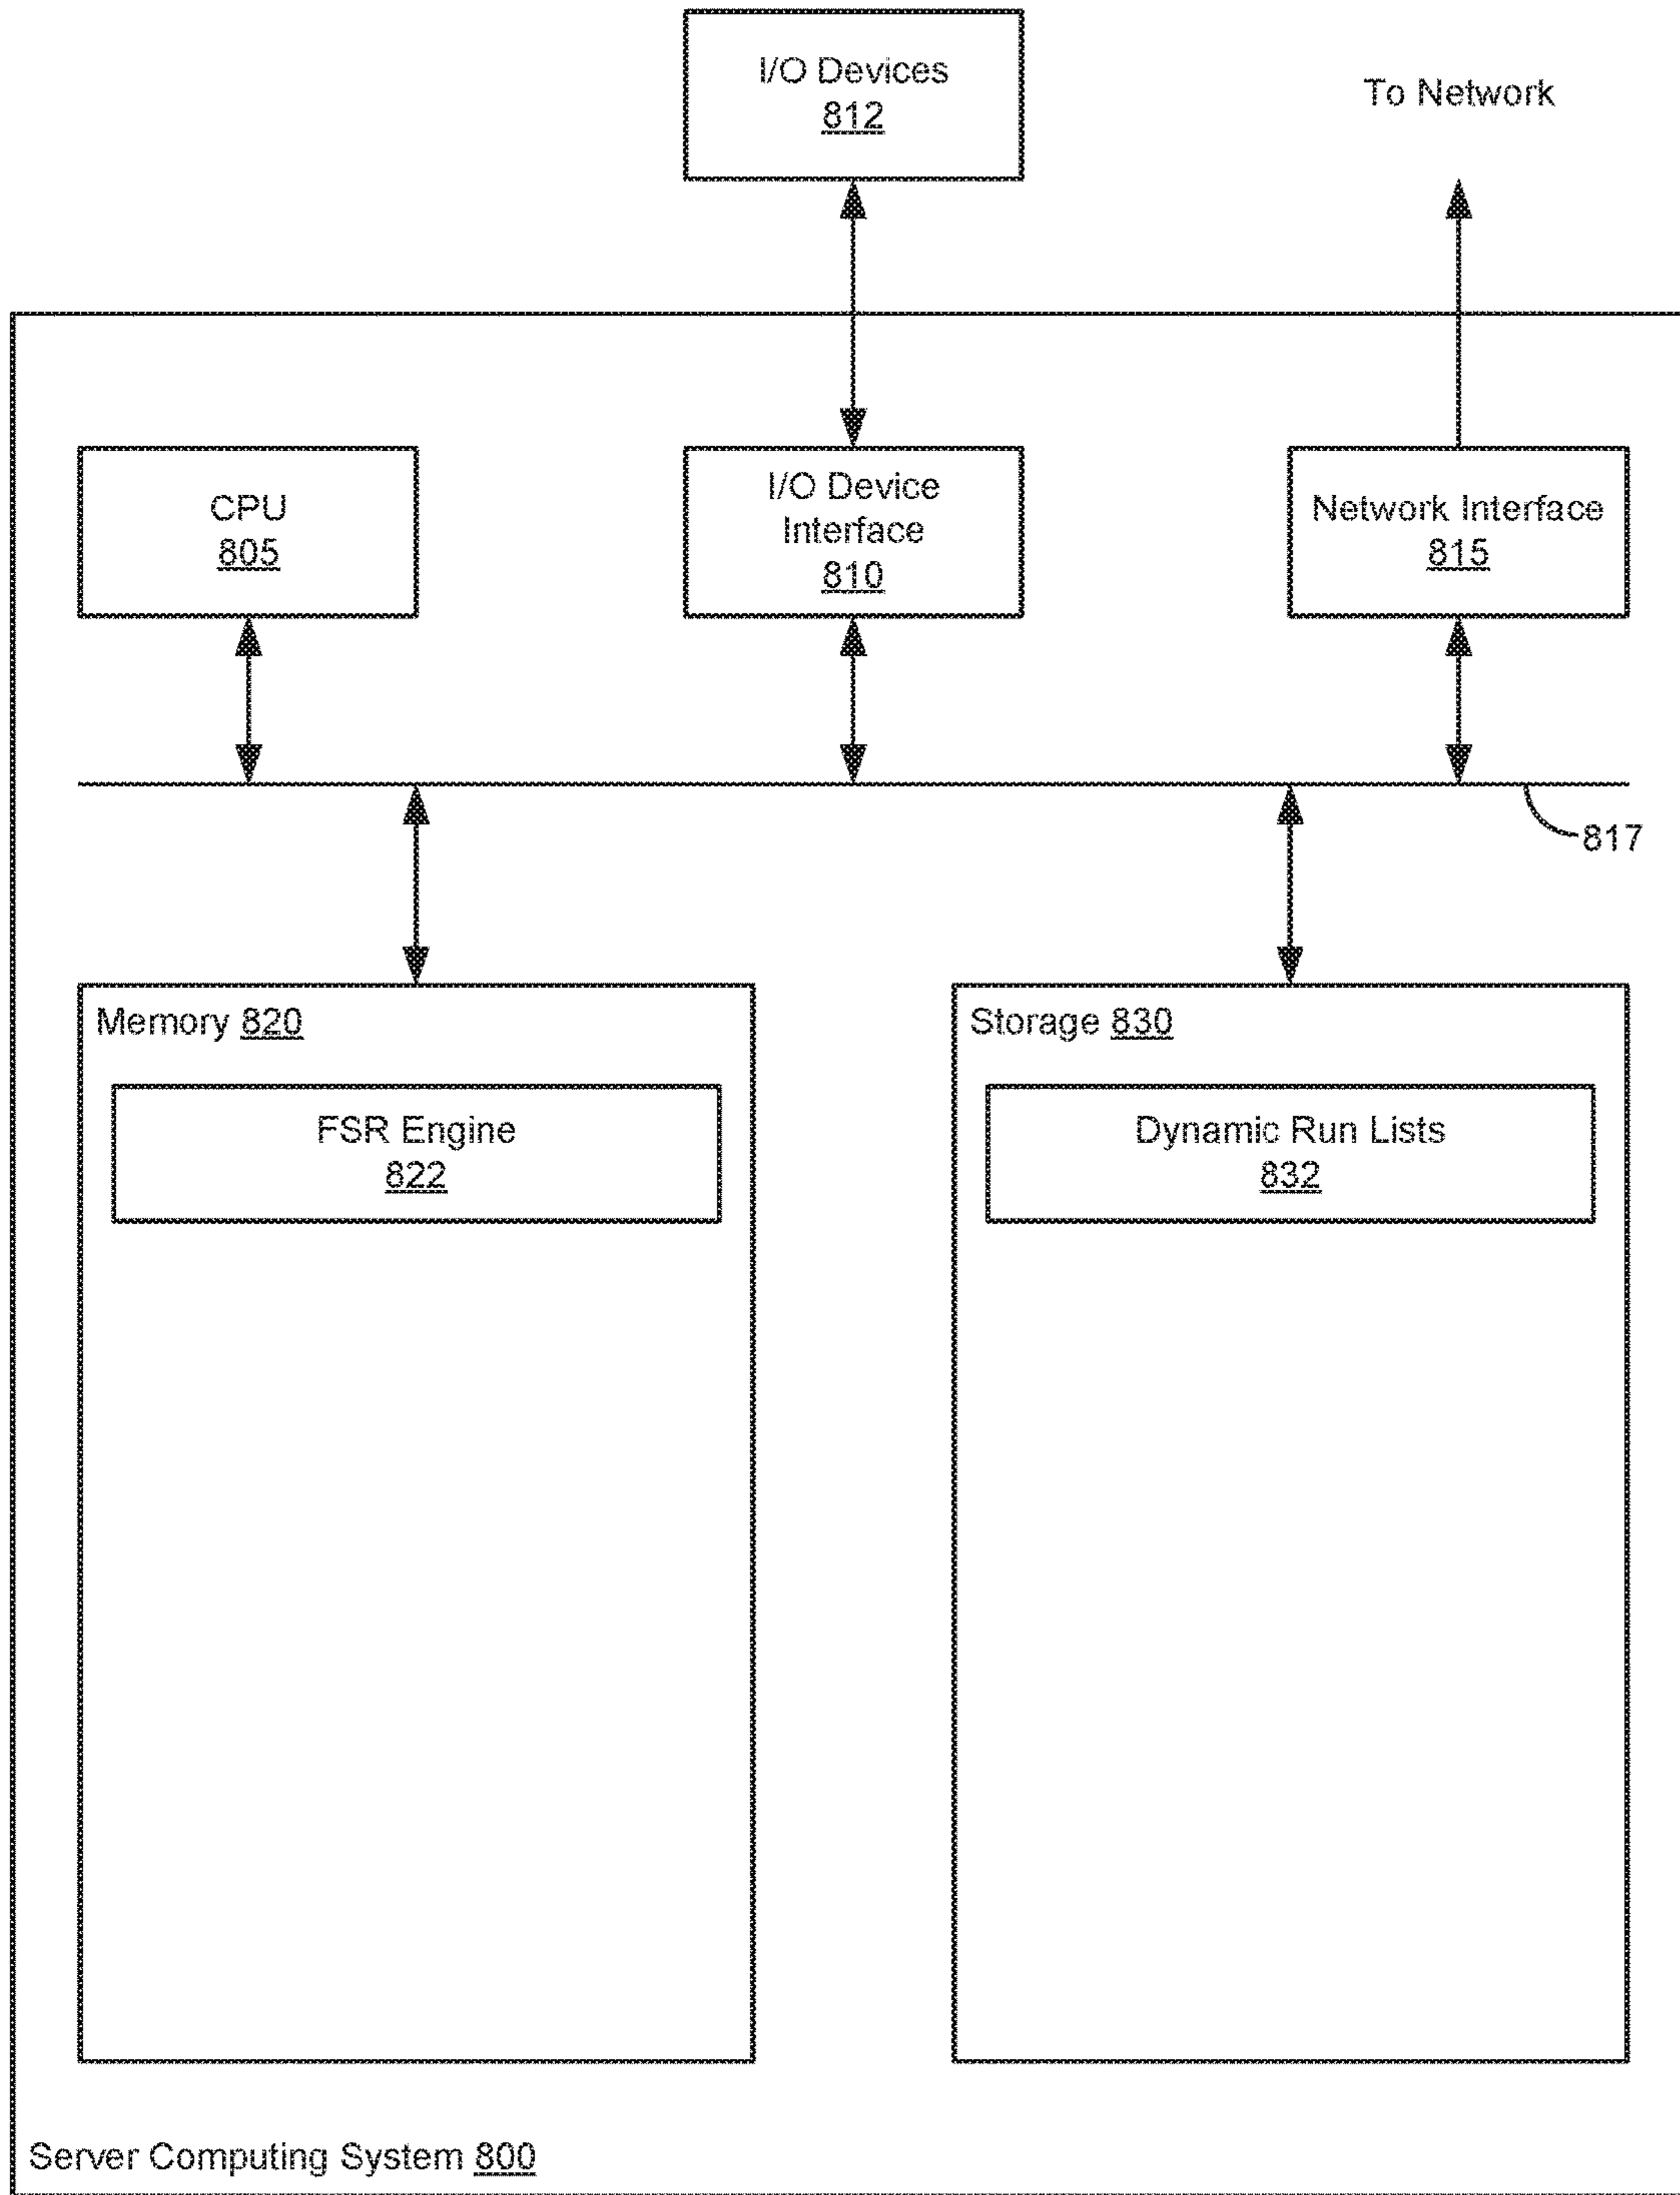 I/O Devices
812
To Network
CPU
805
I/O Device
Interface
810
Network Interface
815
817
Memory 820
FSR Engine
822
Storage 830
Dynamic Run Lists
832
Server Computing System 800